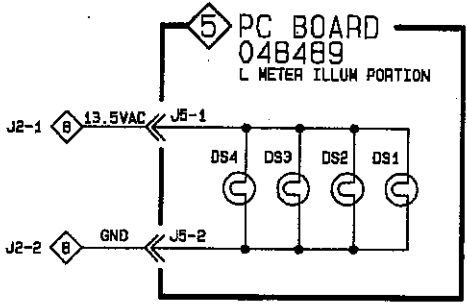 5 PC BOARD
048489
L METER ILLUM PORTION
J2-1 8 13.5VAC J5-1
DS4 DS3 DS2 DS1
J2-2 8 GND J5-2